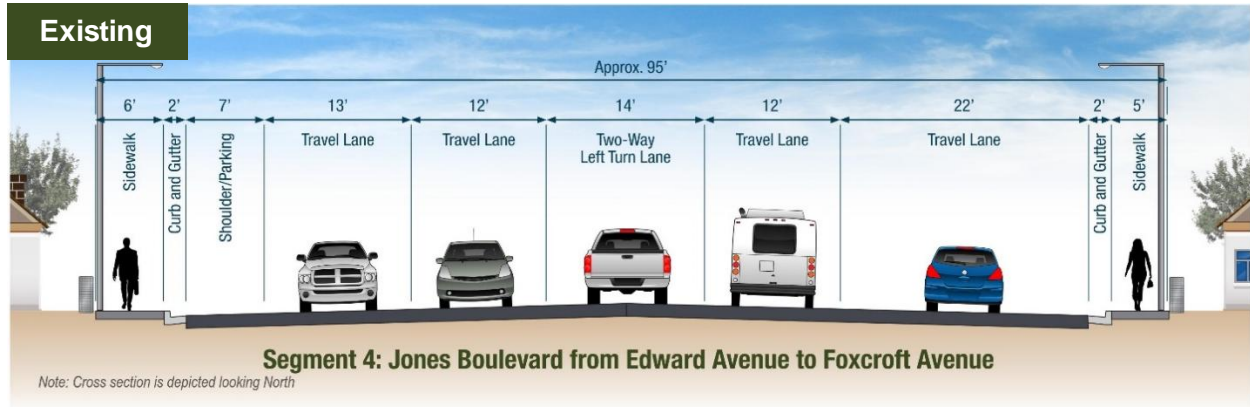 Existing
Approx. 95'
6'
2'
7'
13'
12'
14'
12'
22'
2'
5'
Sidewalk
Curb and Gutter
Shoulder/Parking
Travel Lane
Travel Lane
Two-Way
Left Turn Lane
Travel Lane
Travel Lane
Curb and Gutter
Sidewalk
Segment 4: Jones Boulevard from Edward Avenue to Foxcroft Avenue
Note: Cross section is depicted looking North